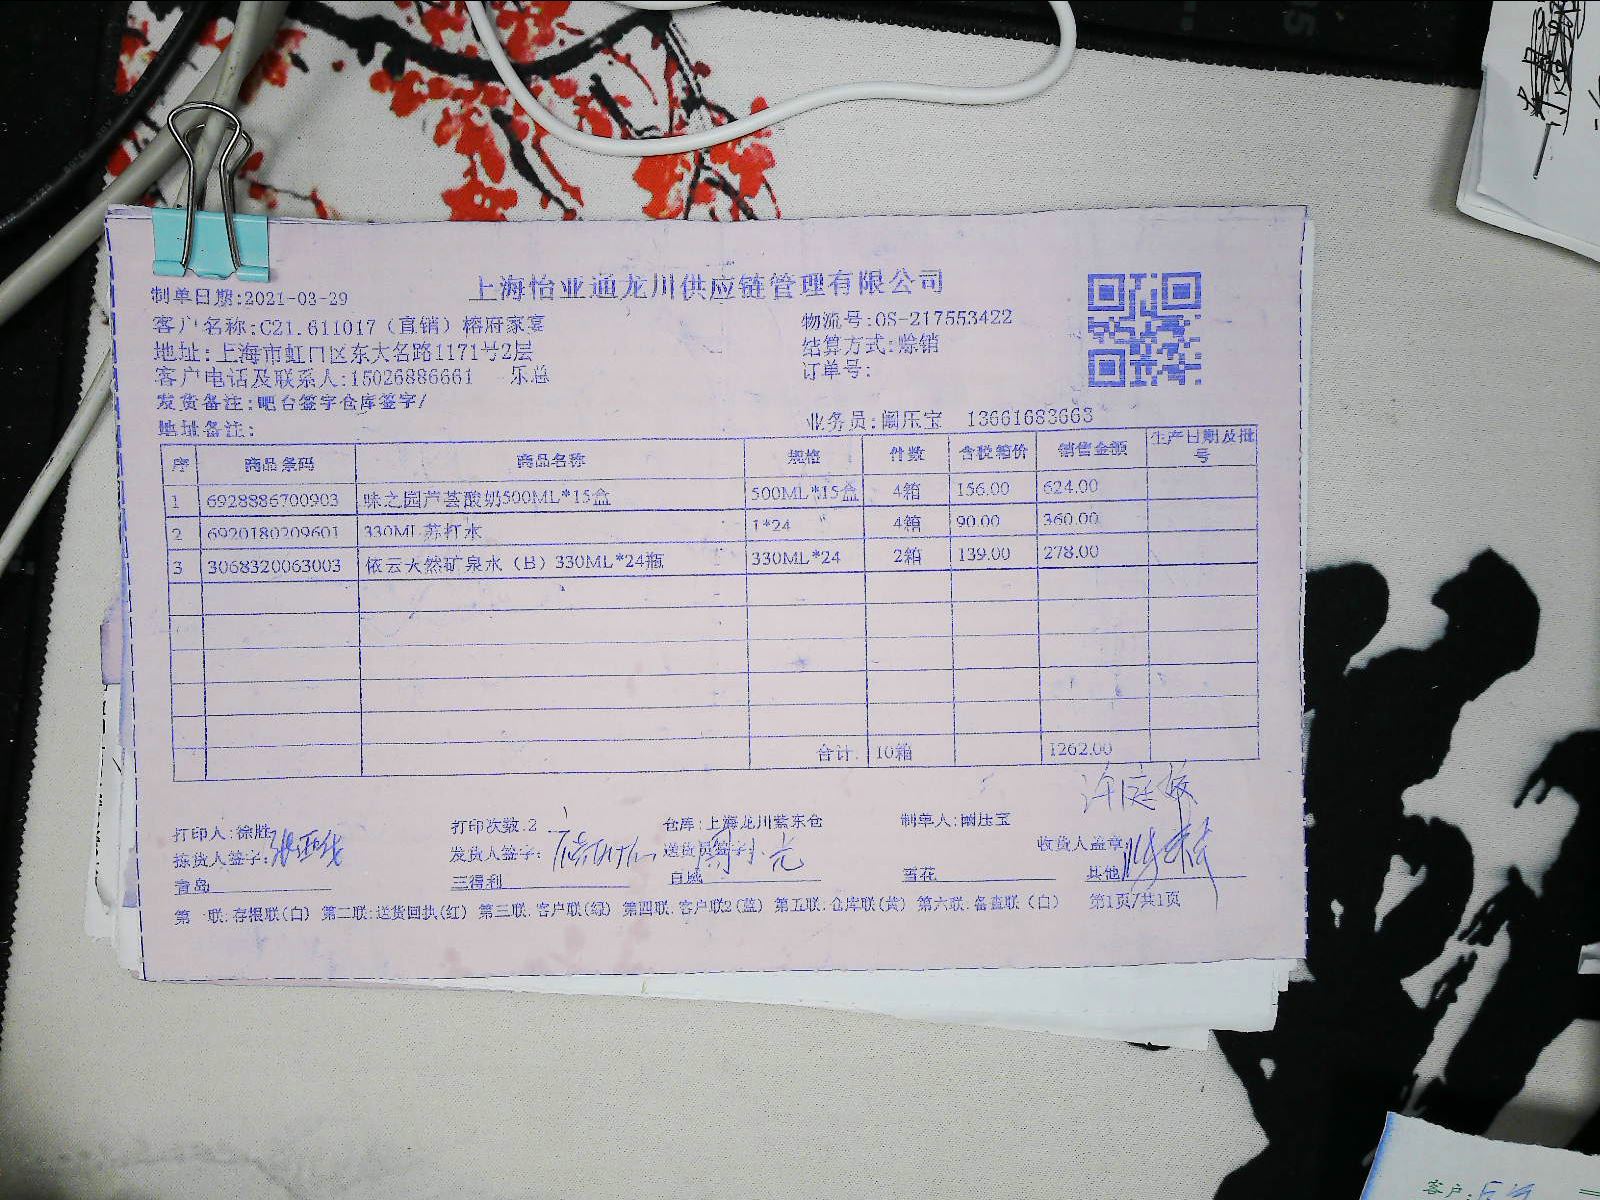 上海怡亚通龙川供应链管理有限公司
制单日期:2021-03-29
客户名称:C21.611017（直销）榕府家宴
物流号:OS-217553422
地址:上海市虹口区东大名路1171号2层
结算方式:赊销
客户电话及联系人:15026886661 乐总
订单号:
发货备注:吧台签字仓库签字/
地址备注:
业务员:阚压宝 13661683663
序 商品条码 商品名称 规格 件数 含税箱价 销售金额 生产日期及批号
1 6928886700903 味之园芦荟酸奶500ML*15盒 500ML*15盒 4箱 156.00 624.00
2 6920180209601 330ML苏打水 1*24 4箱 90.00 360.00
3 3068320063003 依云天然矿泉水（B）330ML*24瓶 330ML*24 2箱 139.00 278.00
合计: 10箱 1262.00
打印人:徐胜 打印次数:2 仓库:上海龙川紫东仓 制单人:阚压宝
拣货人签字: 发货人签字: 送货员签字: 收货人盖章:
青岛 三得利 百威 雪花 其他
第一联:存根联(白) 第二联:送货回执(红) 第三联:客户联(绿) 第四联:客户联2(蓝) 第五联:仓库联(黄) 第六联:备查联（白） 第1页/共1页
客户: